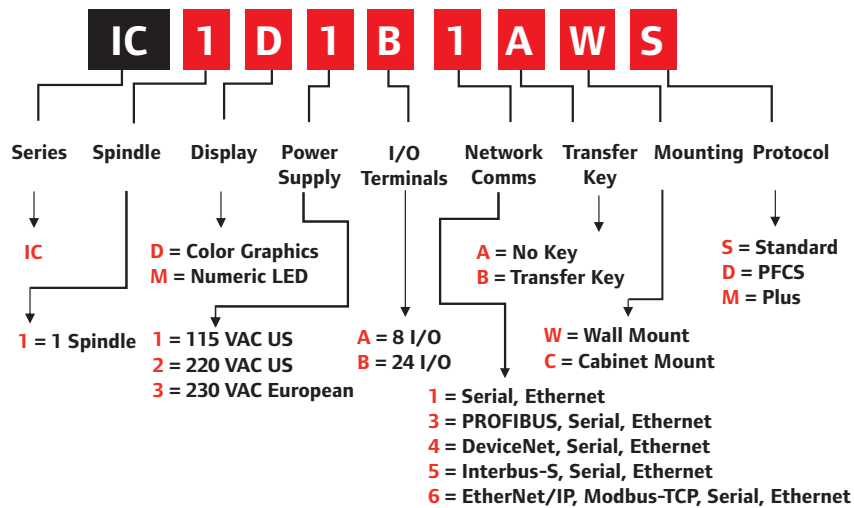 IC 1 D 1 B 1 A W S
Series
Spindle
Display
Power
Supply
I/O
Terminals
Network
Comms
Transfer
Key
Mounting
Protocol
IC
1 = 1 Spindle
D = Color Graphics
M = Numeric LED
1 = 115 VAC US
2 = 220 VAC US
3 = 230 VAC European
A = 8 I/O
B = 24 I/O
1 = Serial, Ethernet
3 = PROFIBUS, Serial, Ethernet
4 = DeviceNet, Serial, Ethernet
5 = Interbus-S, Serial, Ethernet
6 = EtherNet/IP, Modbus-TCP, Serial, Ethernet
A = No Key
B = Transfer Key
W = Wall Mount
C = Cabinet Mount
S = Standard
D = PFCS
M = Plus